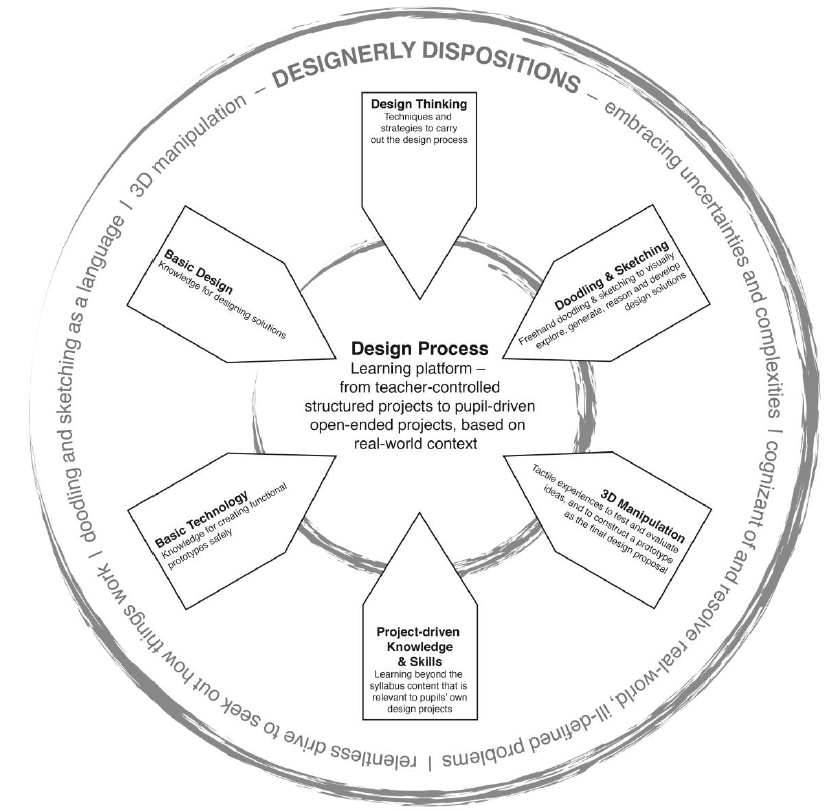 DESIGNERLY DISPOSITIONS – embracing uncertainties and complexities | cognizant of and resolve real-world, ill-defined problems | relentless drive to seek out how things work | doodling and sketching as a language | 3D manipulation –
Design Thinking
Techniques and
strategies to carry
out the design process
Doodling & Sketching
Freehand doodling & sketching to visually
explore, generate, reason and develop
design solutions
3D Manipulation
Tactile experiences to test and evaluate
ideas, and to construct a prototype
as the final design proposal
Project-driven
Knowledge
& Skills
Learning beyond the
syllabus content that is
relevant to pupils' own
design projects
Basic Technology
Knowledge for creating functional
prototypes safely
Basic Design
Knowledge for designing solutions
Design Process
Learning platform –
from teacher-controlled
structured projects to pupil-driven
open-ended projects, based on
real-world context